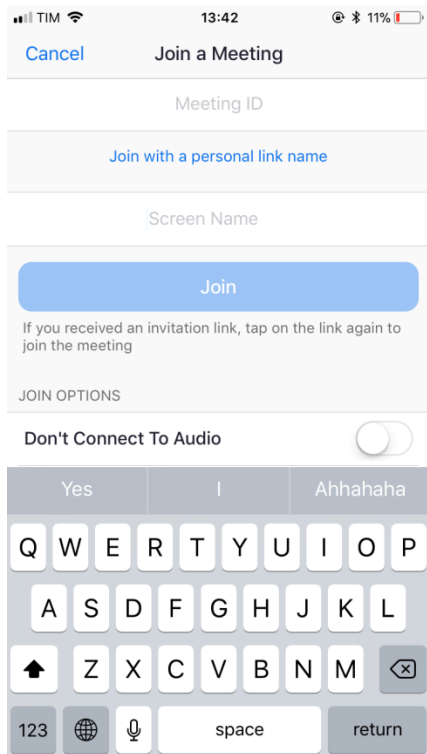 TIM 13:42 11%
Cancel Join a Meeting
Meeting ID
Join with a personal link name
Screen Name
Join
If you received an invitation link, tap on the link again to
join the meeting
JOIN OPTIONS
Don't Connect To Audio
Yes I Ahhahaha
Q W E R T Y U I O P
A S D F G H J K L
Z X C V B N M
123 space return